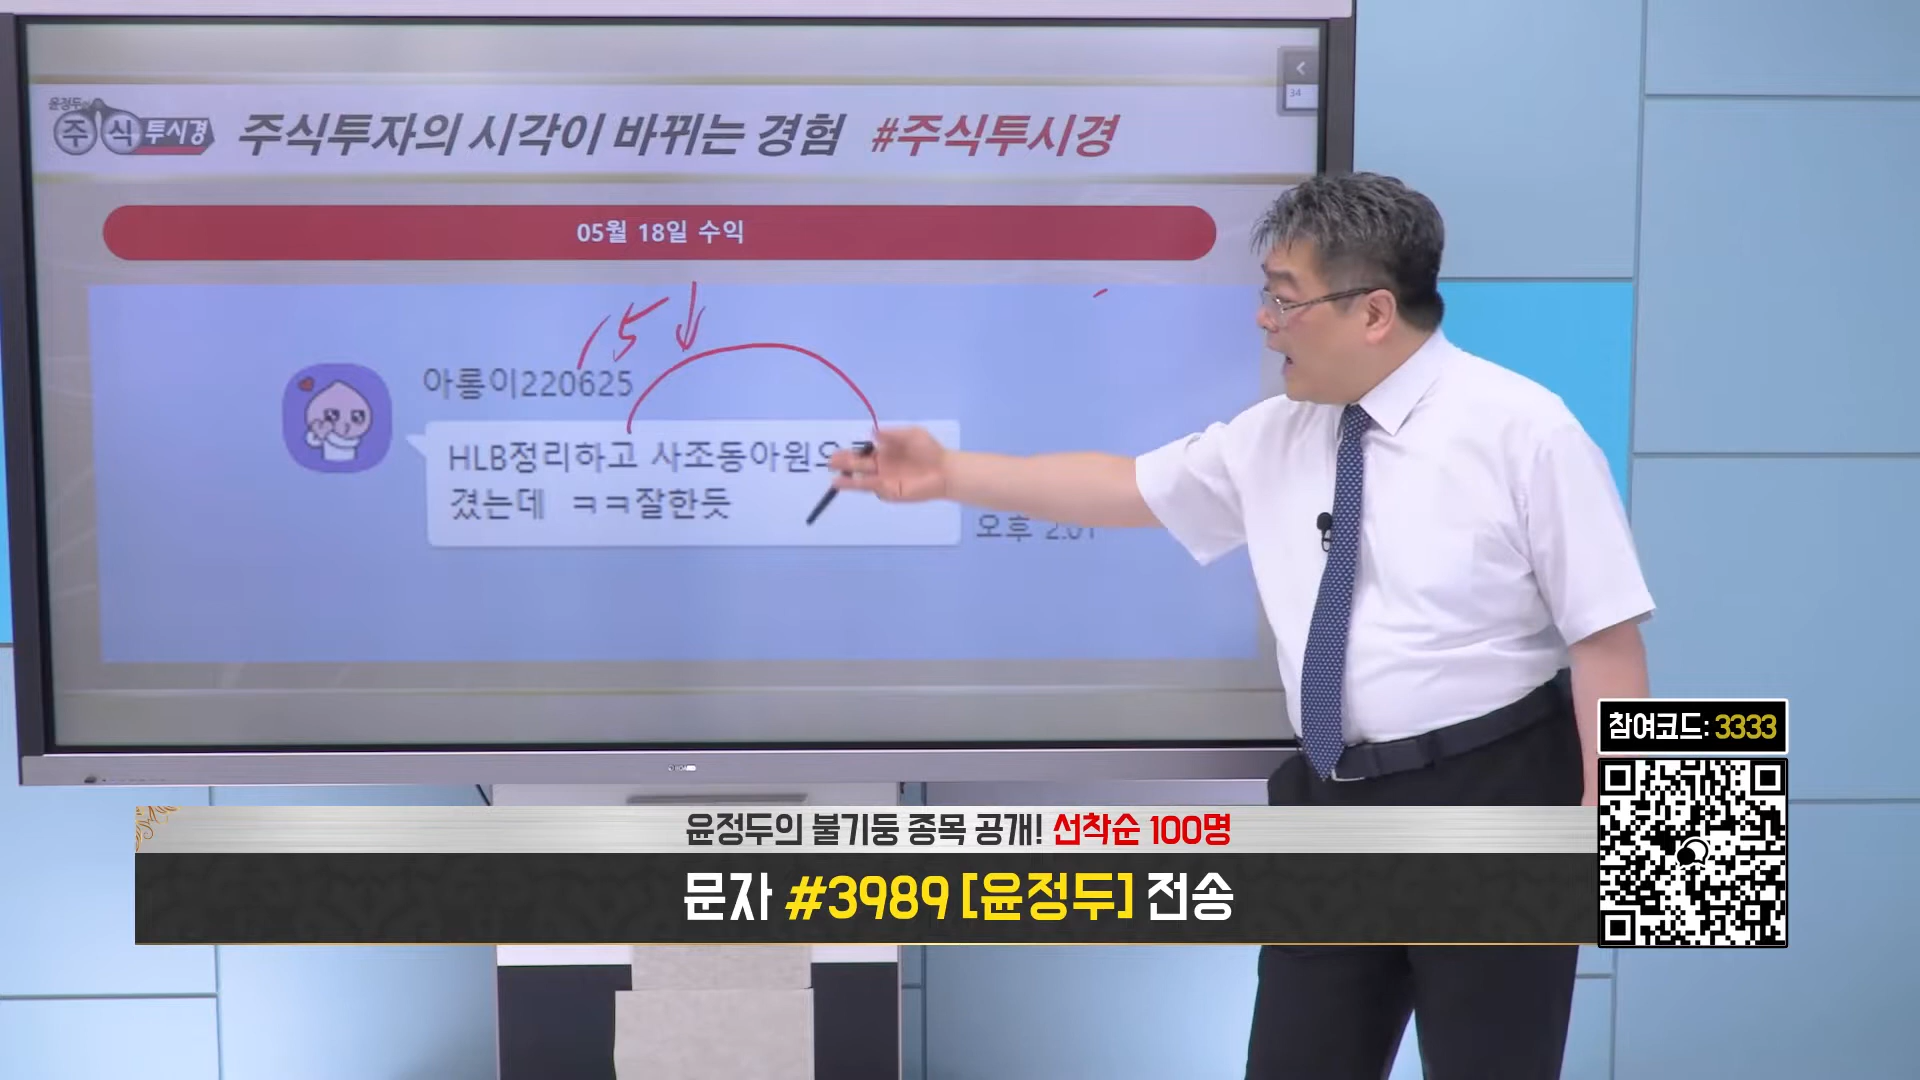 윤정두의
주식투시경
주식투자의 시각이 바뀌는 경험 #주식투시경
34
05월 18일 수익
15
아롱이220625
HLB정리하고 사조동아원으
겼는데 ㅋㅋ잘한듯
오후 2:01
참여코드: 3333
윤정두의 불기둥 종목 공개! 선착순 100명
문자 #3989 [윤정두] 전송